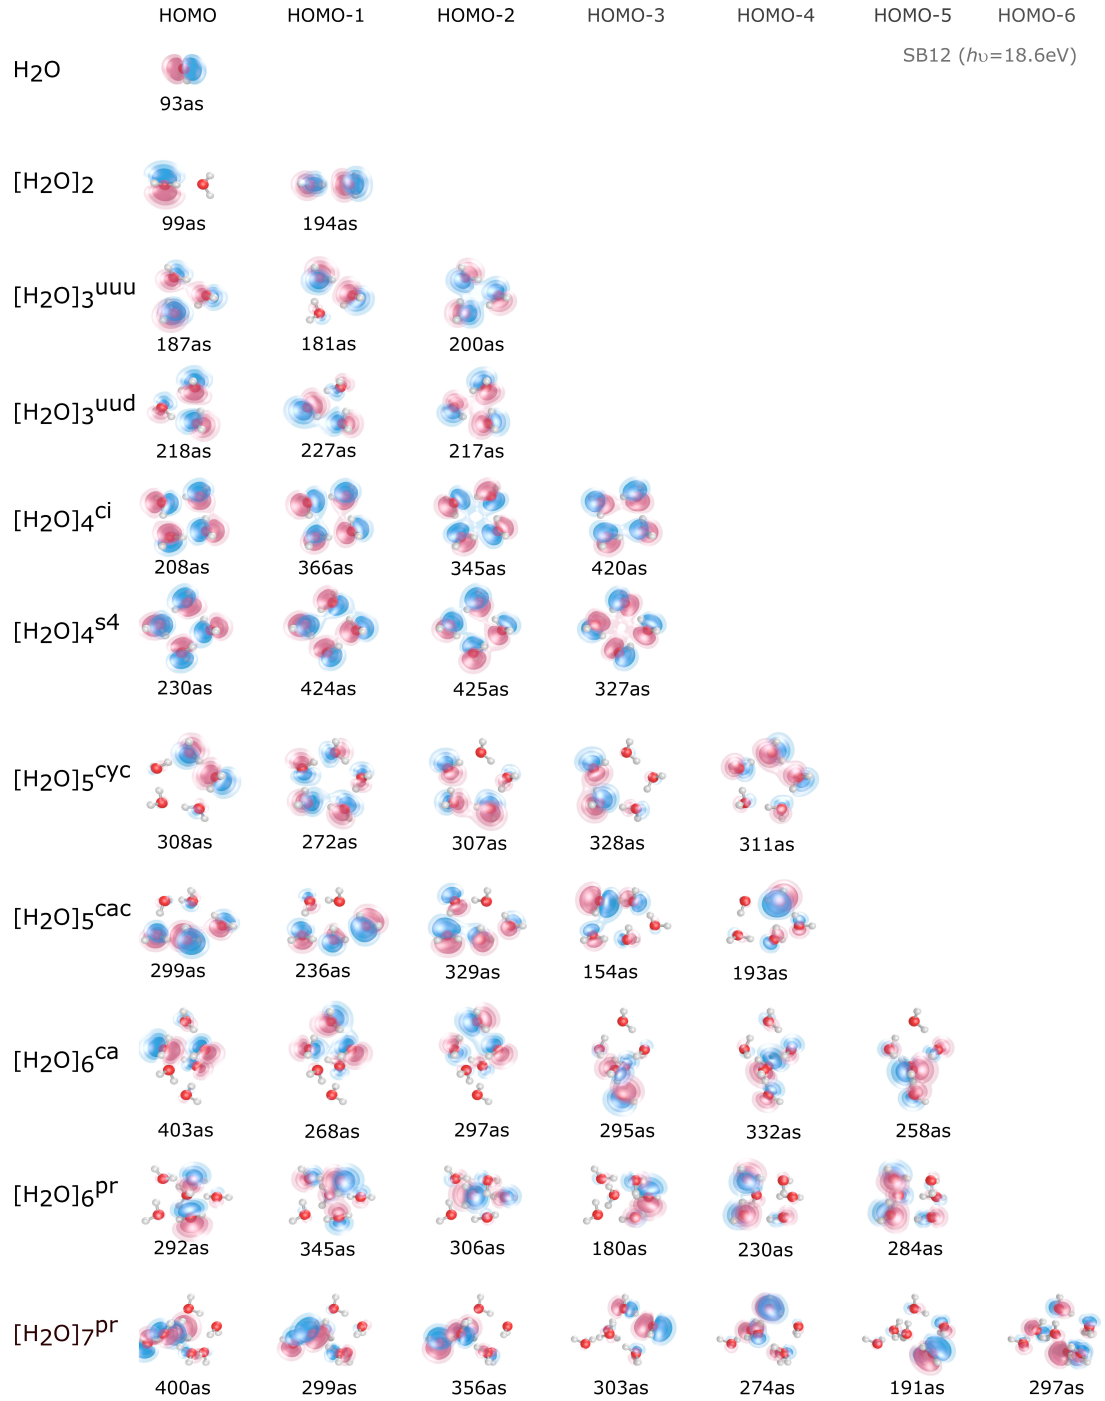 HOMO HOMO-1 HOMO-2 HOMO-3 HOMO-4 HOMO-5 HOMO-6
SB12 (hυ=18.6eV)
H2O
93as
[H2O]2
99as 194as
[H2O]3uuu
187as 181as 200as
[H2O]3uud
218as 227as 217as
[H2O]4ci
208as 366as 345as 420as
[H2O]4s4
230as 424as 425as 327as
[H2O]5cyc
308as 272as 307as 328as 311as
[H2O]5cac
299as 236as 329as 154as 193as
[H2O]6ca
403as 268as 297as 295as 332as 258as
[H2O]6pr
292as 345as 306as 180as 230as 284as
[H2O]7pr
400as 299as 356as 303as 274as 191as 297as